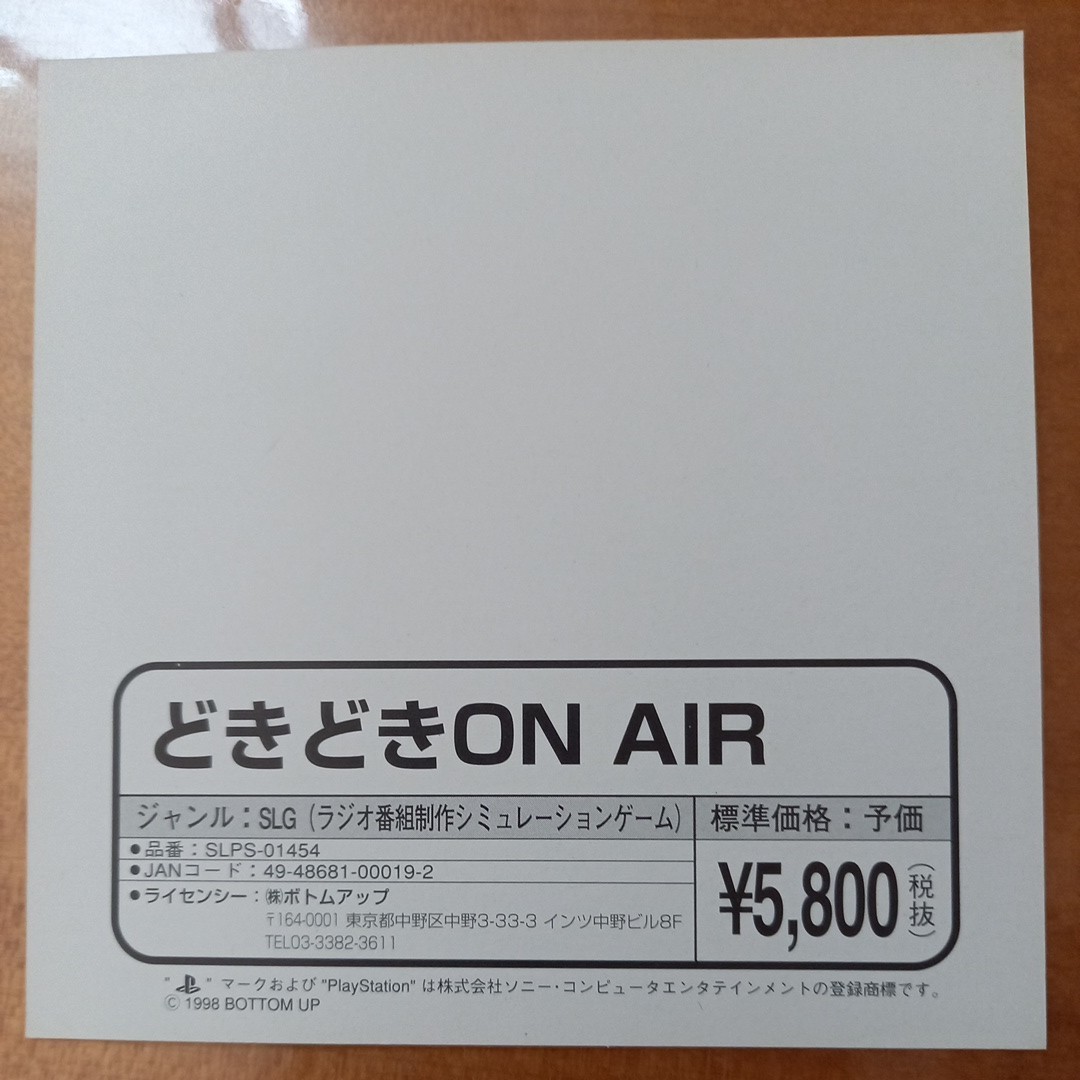 どきどきON AIR
ジャンル：SLG（ラジオ番組制作シミュレーションゲーム）
標準価格：予価
●品番：SLPS-01454
●JANコード：49-48681-00019-2
●ライセンシー：㈱ボトムアップ
〒164-0001 東京都中野区中野3-33-3 インツ中野ビル8F
TEL03-3382-3611
¥5,800（税抜）
" " マークおよび "PlayStation" は株式会社ソニー・コンピュータエンタテインメントの登録商標です。
© 1998 BOTTOM UP